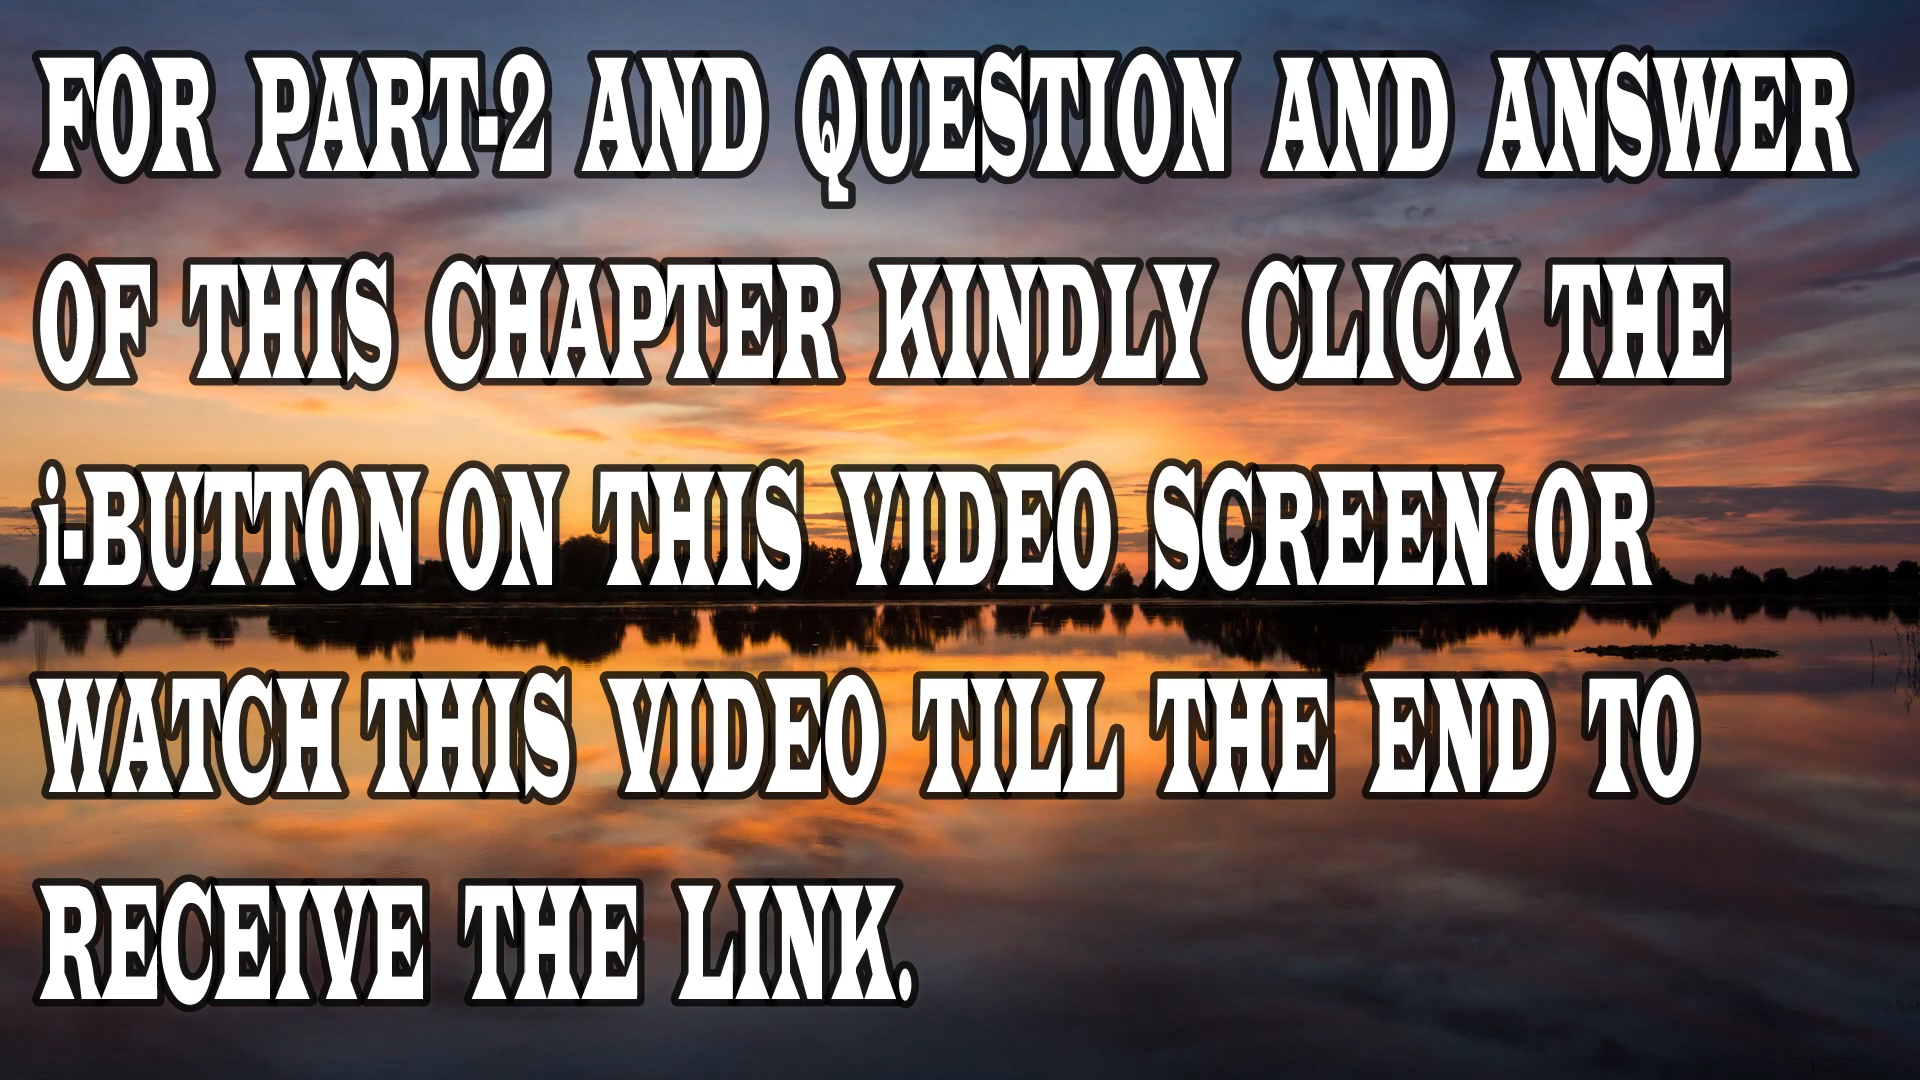 FOR PART-2 AND QUESTION AND ANSWER
OF THIS CHAPTER KINDLY CLICK THE
i-BUTTON ON THIS VIDEO SCREEN OR
WATCH THIS VIDEO TILL THE END TO
RECEIVE THE LINK.